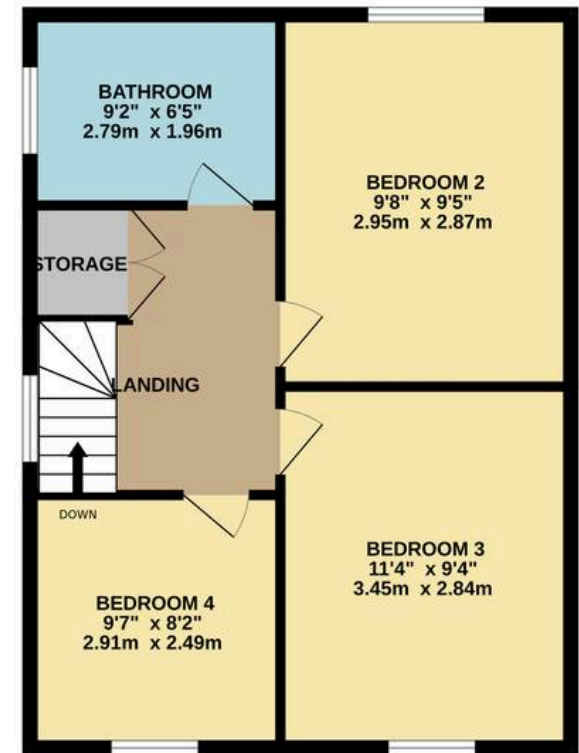 BATHROOM
9'2" x 6'5"
2.79m x 1.96m
BEDROOM 2
9'8" x 9'5"
2.95m x 2.87m
STORAGE
LANDING
DOWN
BEDROOM 3
11'4" x 9'4"
3.45m x 2.84m
BEDROOM 4
9'7" x 8'2"
2.91m x 2.49m